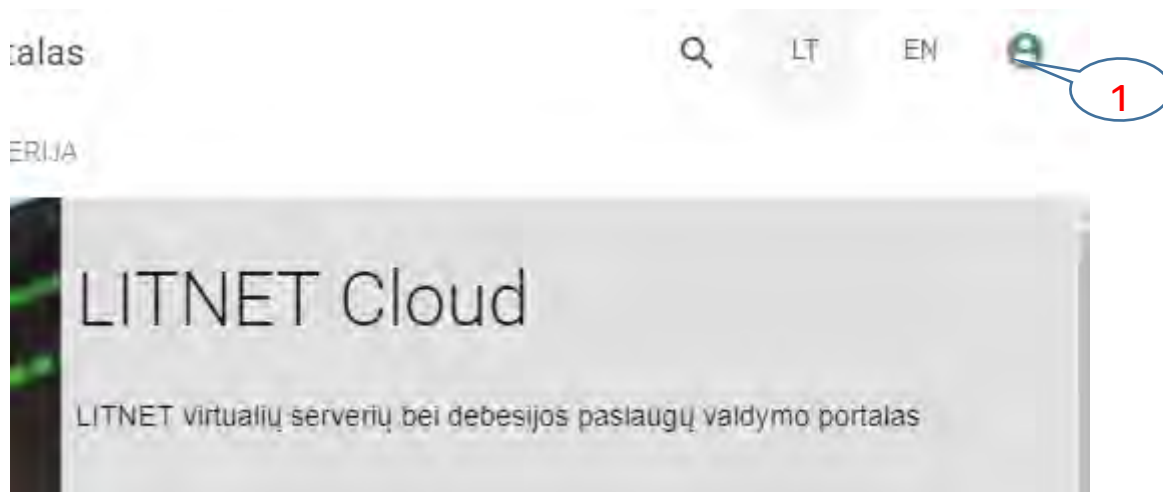 talas
LT EN
1
ERIJA
LITNET Cloud
LITNET virtualių serverių bei debesijos paslaugų valdymo portalas